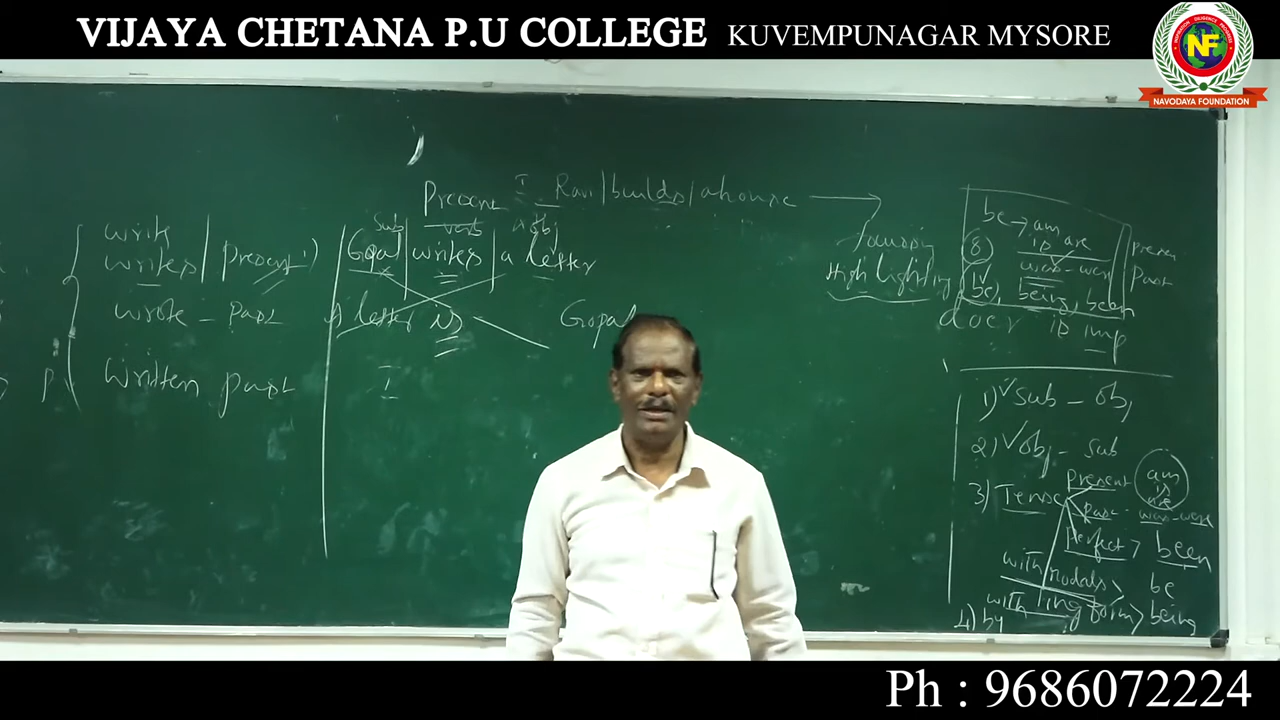 VIJAYA CHETANA P.U COLLEGE KUVEMPUNAGAR MYSORE
NAVODAYA FOUNDATION
Present I Ravi/builds/a house
Sub verb obj
write
writes | present 1) Gopal | writes | a letter
wrote - past A letter is Gopal
written past I
High lighting
be → am
is are
8) was - were
be, being, been
Past
does is imp
1) Sub - obj
2) obj - sub
3) Tense Present am
is
are
past - was - were
Perfect > been
with modals > be
with ing form > being
4) by
Ph : 9686072224